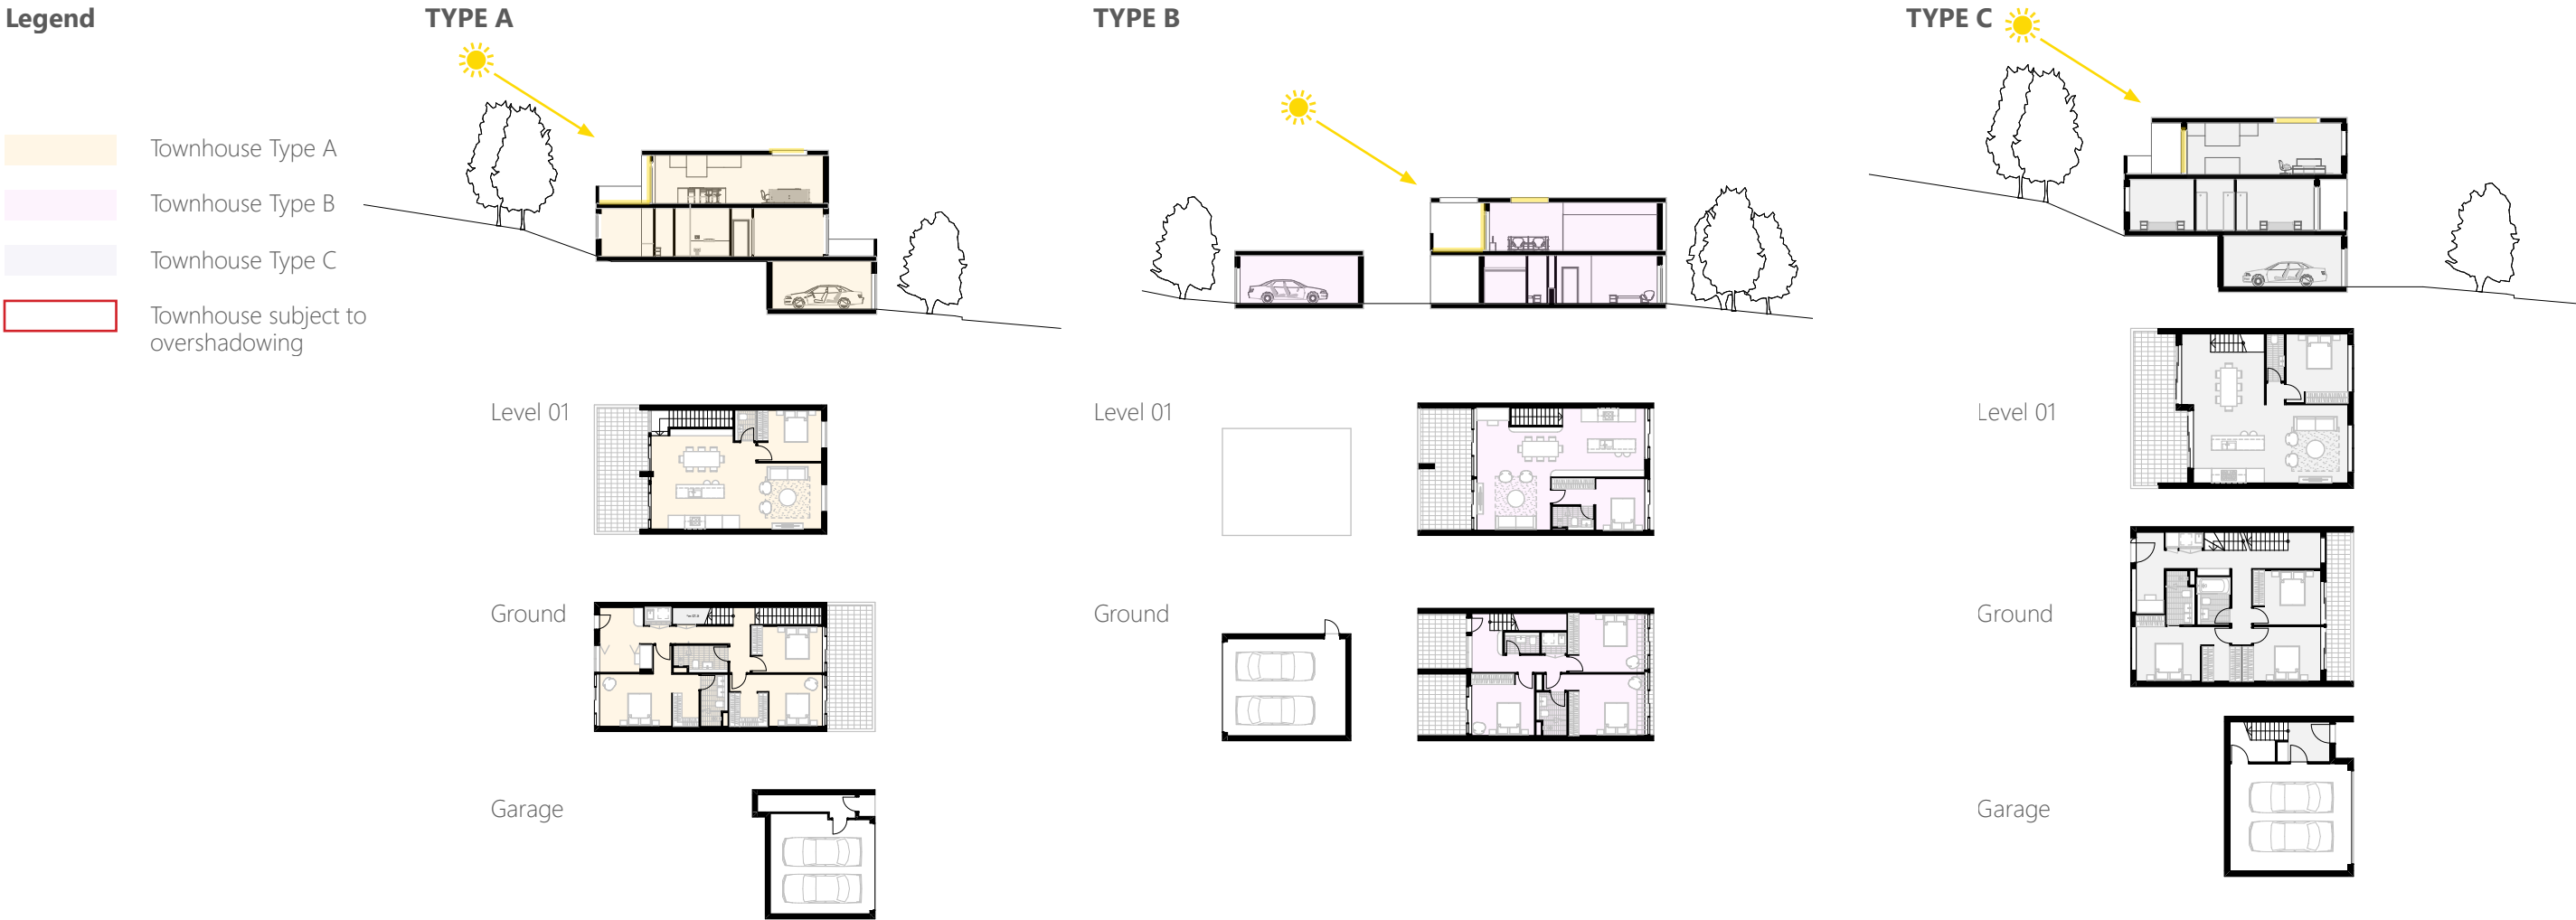 Legend
Townhouse Type A
Townhouse Type B
Townhouse Type C
Townhouse subject to
overshadowing
TYPE A
Level 01
Ground
Garage
TYPE B
Level 01
Ground
TYPE C
Level 01
Ground
Garage